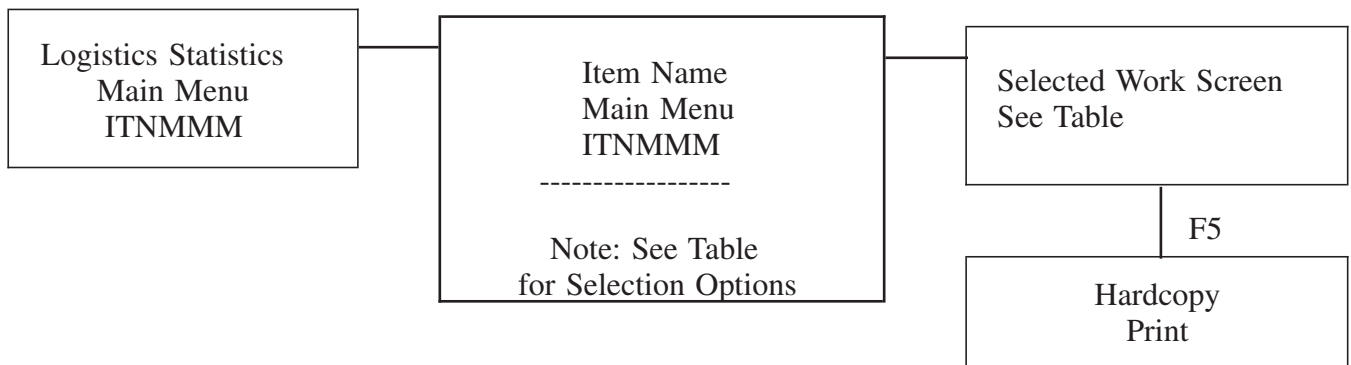 Logistics Statistics
Main Menu
ITNMMM
Item Name
Main Menu
ITNMMM
------------------
Note: See Table
for Selection Options
Selected Work Screen
See Table
F5
Hardcopy
Print